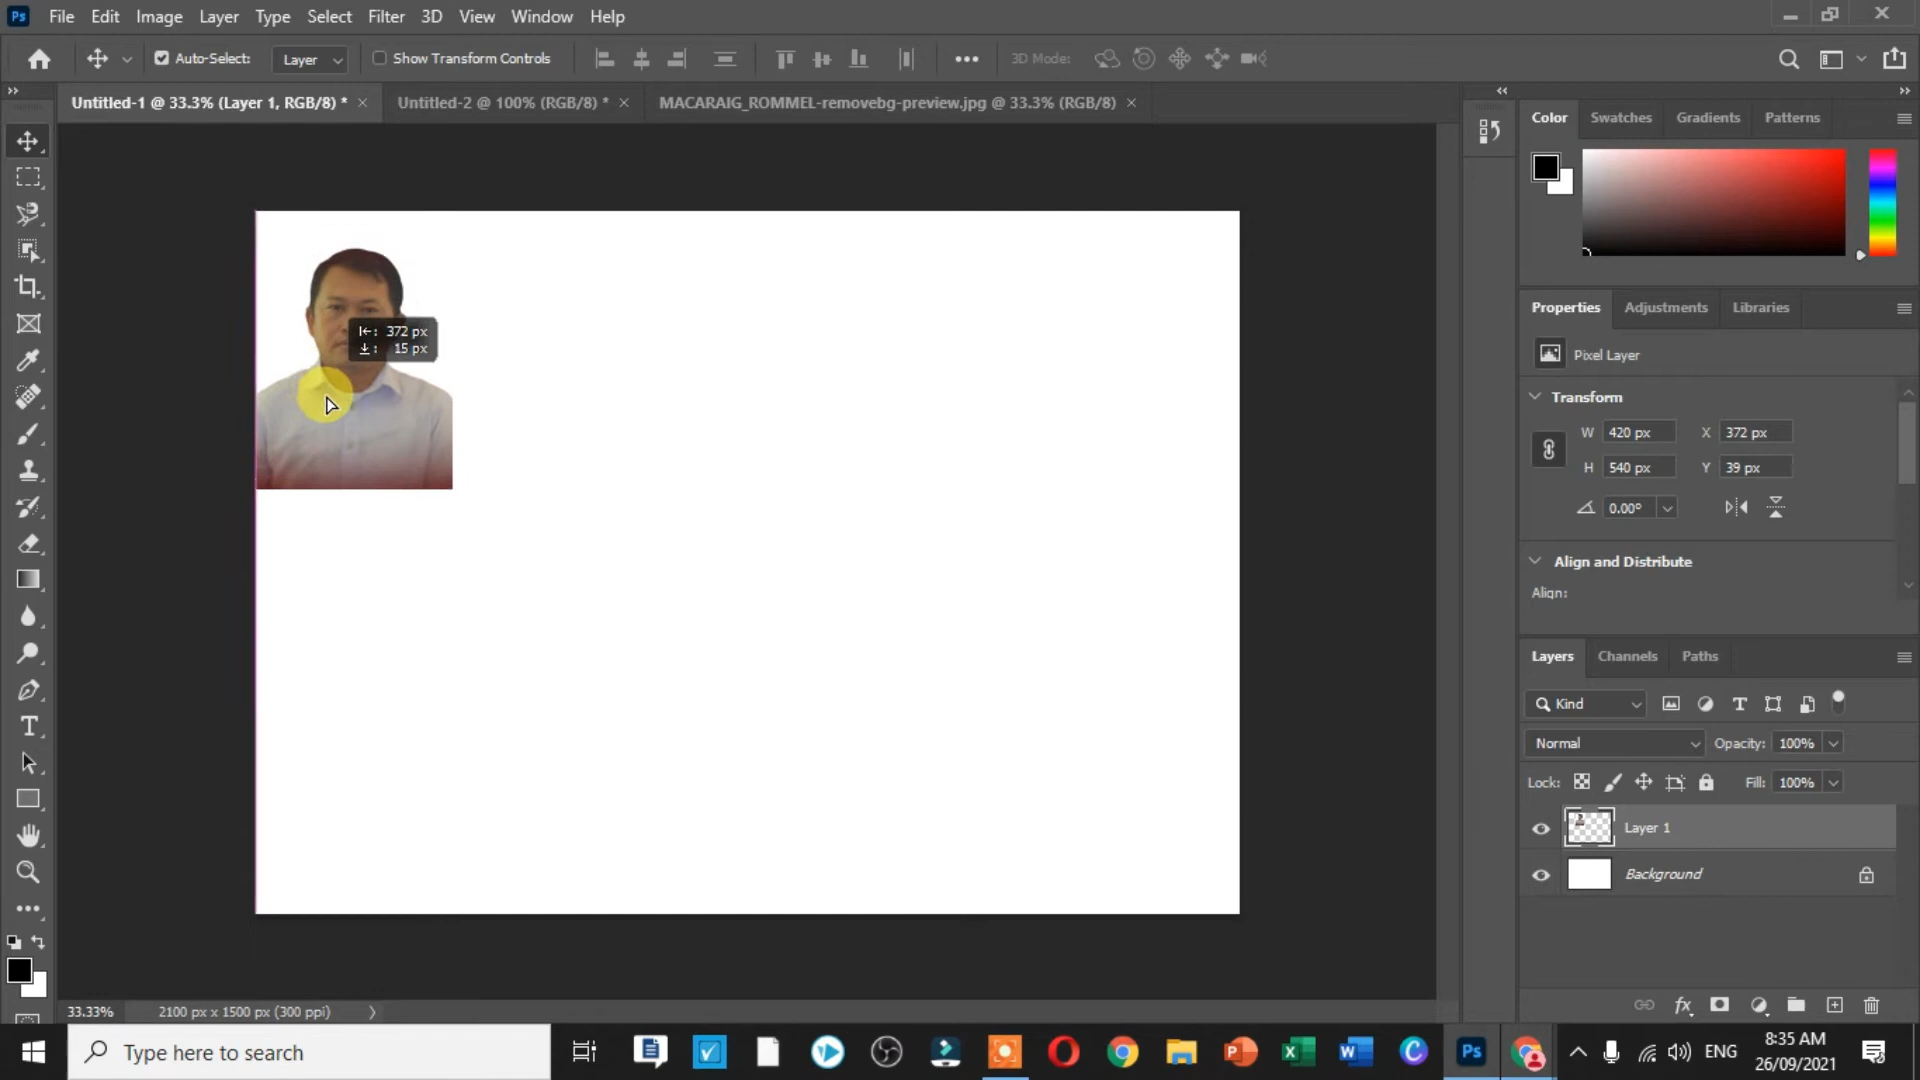 Ps File Edit Image Layer Type Select Filter 3D View Window Help
Auto-Select: Layer Show Transform Controls 3D Mode:
Untitled-1 @ 33.3% (Layer 1, RGB/8) * Untitled-2 @ 100% (RGB/8) * MACARAIG_ROMMEL-removebg-preview.jpg @ 33.3% (RGB/8)
Color Swatches Gradients Patterns
372 px
15 px
Properties Adjustments Libraries
Pixel Layer
Transform
W 420 px X 372 px
H 540 px Y 39 px
0.00°
Align and Distribute
Align:
Layers Channels Paths
Kind
Normal Opacity: 100%
Lock: Fill: 100%
Layer 1
Background
33.33% 2100 px x 1500 px (300 ppi)
Type here to search
ENG
8:35 AM
26/09/2021